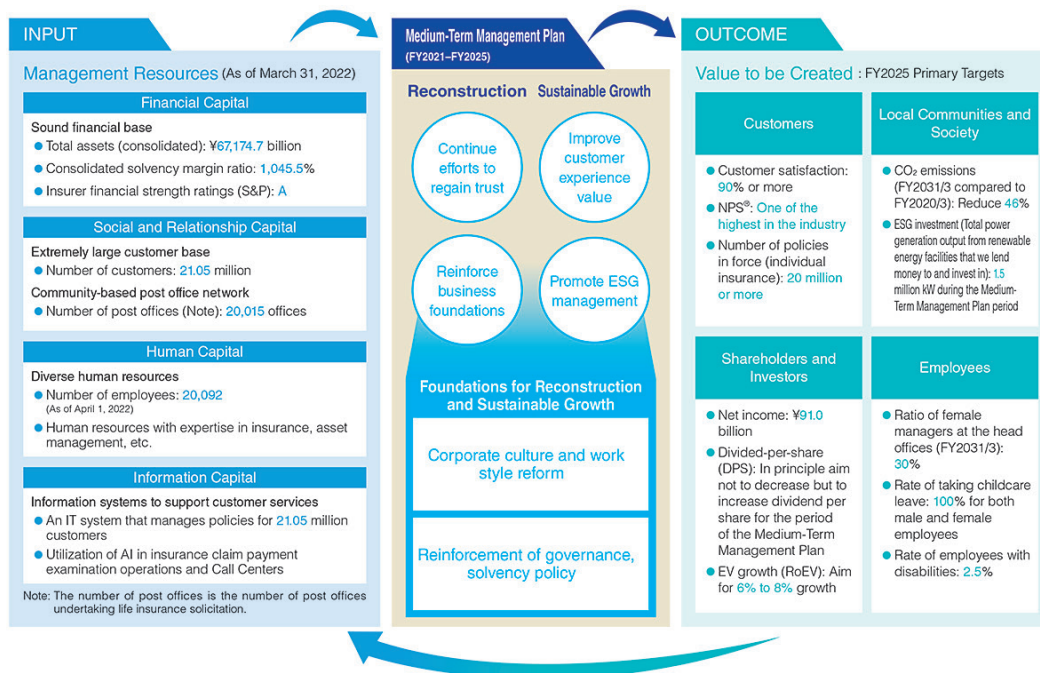 INPUT
Management Resources (As of March 31, 2022)
Financial Capital
Sound financial base
● Total assets (consolidated): ¥67,174.7 billion
● Consolidated solvency margin ratio: 1,045.5%
● Insurer financial strength ratings (S&P): A
Social and Relationship Capital
Extremely large customer base
● Number of customers: 21.05 million
Community-based post office network
● Number of post offices (Note): 20,015 offices
Human Capital
Diverse human resources
● Number of employees: 20,092
(As of April 1, 2022)
● Human resources with expertise in insurance, asset
management, etc.
Information Capital
Information systems to support customer services
● An IT system that manages policies for 21.05 million
customers
● Utilization of AI in insurance claim payment
examination operations and Call Centers
Note: The number of post offices is the number of post offices
undertaking life insurance solicitation.
Medium-Term Management Plan
(FY2021–FY2025)
Reconstruction
Sustainable Growth
Continue
efforts to
regain trust
Improve
customer
experience
value
Reinforce
business
foundations
Promote ESG
management
Foundations for Reconstruction
and Sustainable Growth
Corporate culture and work
style reform
Reinforcement of governance,
solvency policy
OUTCOME
Value to be Created : FY2025 Primary Targets
Customers
● Customer satisfaction:
90% or more
● NPS®: One of the
highest in the industry
● Number of policies
in force (individual
insurance): 20 million
or more
Local Communities and
Society
● CO₂ emissions
(FY2031/3 compared to
FY2020/3): Reduce 46%
● ESG investment (Total power
generation output from renewable
energy facilities that we lend
money to and invest in): 1.5
million kW during the Medium-
Term Management Plan period
Shareholders and
Investors
● Net income: ¥91.0
billion
● Divided-per-share
(DPS): In principle aim
not to decrease but to
increase dividend per
share for the period
of the Medium-Term
Management Plan
● EV growth (RoEV): Aim
for 6% to 8% growth
Employees
● Ratio of female
managers at the head
offices (FY2031/3):
30%
● Rate of taking childcare
leave: 100% for both
male and female
employees
● Rate of employees with
disabilities: 2.5%